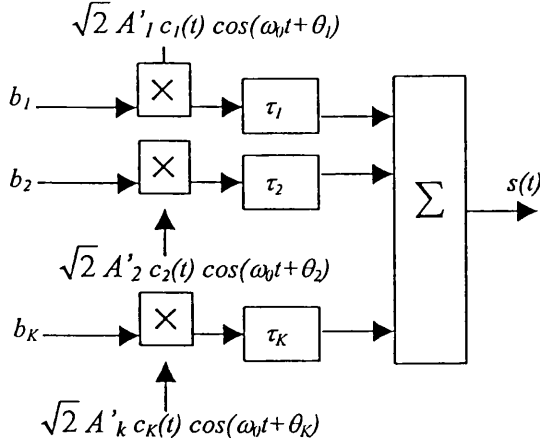 √2 A'₁ c₁(t) cos(ω₀t+θ₁)
b₁ × τ₁
b₂ × τ₂
Σ s(t)
√2 A'₂ c₂(t) cos(ω₀t+θ₂)
b_K × τ_K
√2 A'ₖ c_K(t) cos(ω₀t+θ_K)